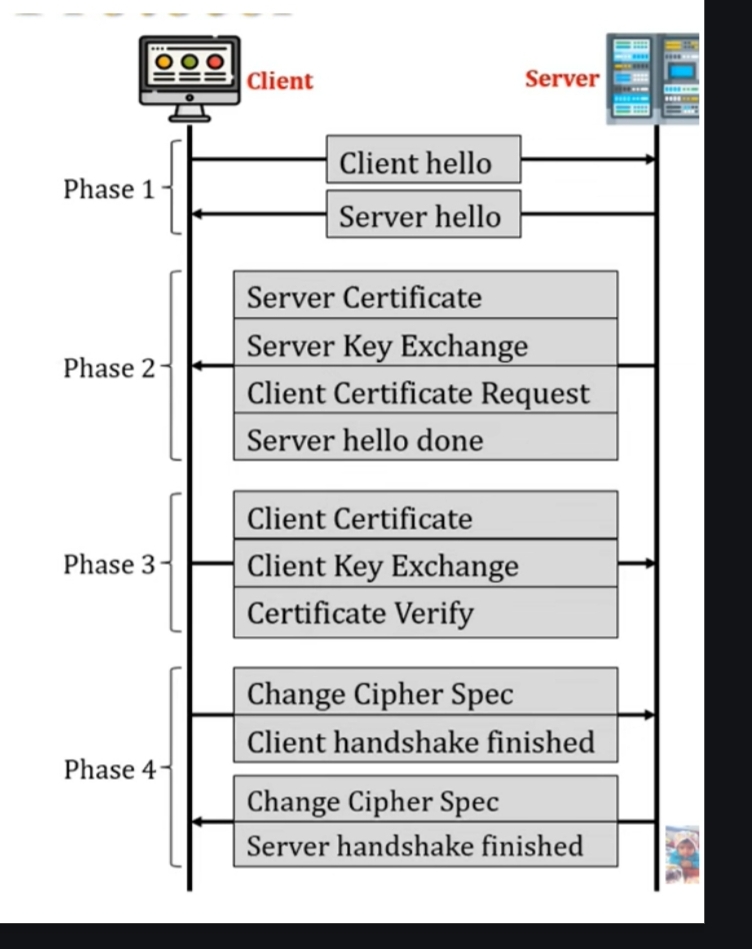 Client
Server
Phase 1
Client hello
Server hello
Phase 2
Server Certificate
Server Key Exchange
Client Certificate Request
Server hello done
Phase 3
Client Certificate
Client Key Exchange
Certificate Verify
Phase 4
Change Cipher Spec
Client handshake finished
Change Cipher Spec
Server handshake finished